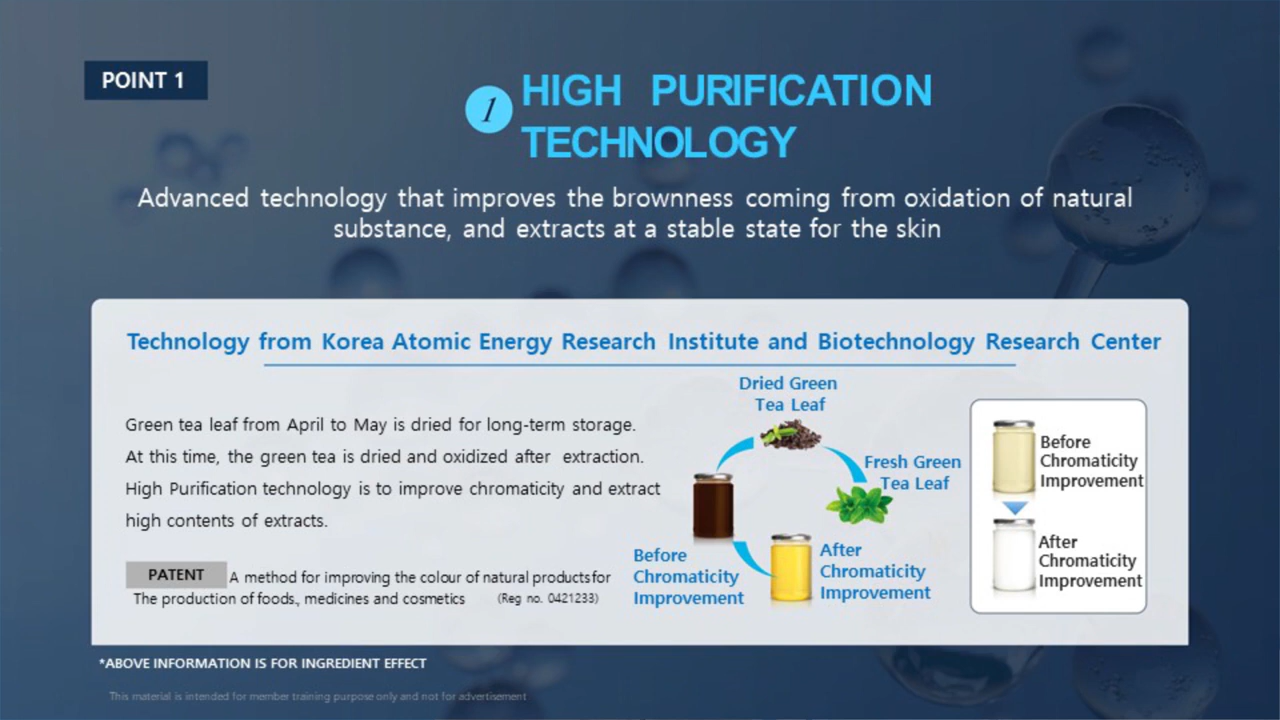 POINT 1
1 HIGH PURIFICATION
TECHNOLOGY
Advanced technology that improves the brownness coming from oxidation of natural
substance, and extracts at a stable state for the skin
Technology from Korea Atomic Energy Research Institute and Biotechnology Research Center
Green tea leaf from April to May is dried for long-term storage.
At this time, the green tea is dried and oxidized after extraction.
High Purification technology is to improve chromaticity and extract
high contents of extracts.
PATENT A method for improving the colour of natural products for
The production of foods, medicines and cosmetics (Reg no. 0421233)
Dried Green
Tea Leaf
Fresh Green
Tea Leaf
Before
Chromaticity
Improvement
After
Chromaticity
Improvement
Before
Chromaticity
Improvement
After
Chromaticity
Improvement
*ABOVE INFORMATION IS FOR INGREDIENT EFFECT
This material is intended for member training purpose only and not for advertisement